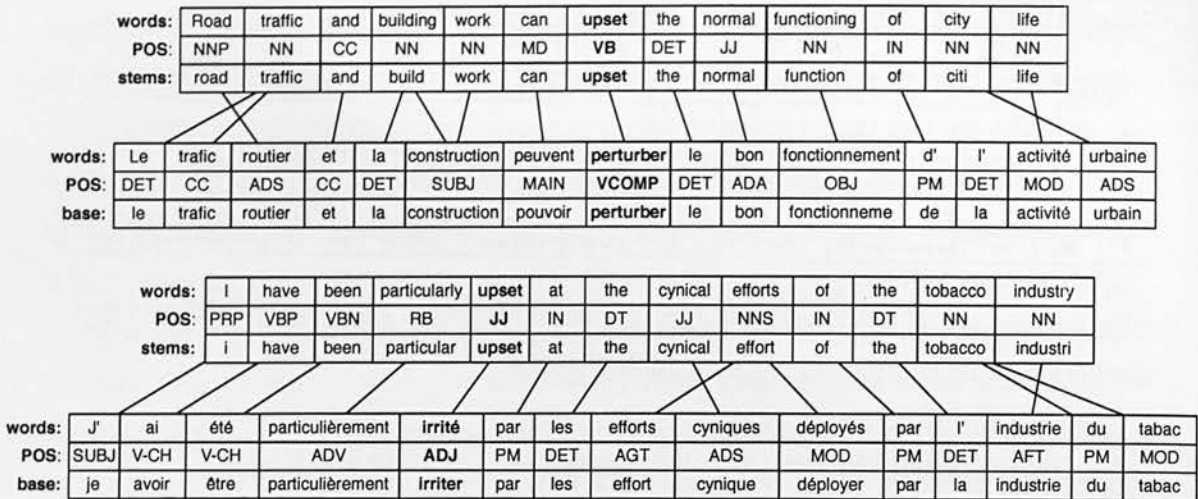 words: Road traffic and building work can upset the normal functioning of city life
POS: NNP NN CC NN NN MD VB DET JJ NN IN NN NN
stems: road traffic and build work can upset the normal function of citi life
words: Le trafic routier et la construction peuvent perturber le bon fonctionnement d' l' activité urbaine
POS: DET CC ADS CC DET SUBJ MAIN VCOMP DET ADA OBJ PM DET MOD ADS
base: le trafic routier et la construction pouvoir perturber le bon fonctionneme de la activité urbain
words: I have been particularly upset at the cynical efforts of the tobacco industry
POS: PRP VBP VBN RB JJ IN DT JJ NNS IN DT NN NN
stems: i have been particular upset at the cynical effort of the tobacco industri
words: J' ai été particulièrement irrité par les efforts cyniques déployés par l' industrie du tabac
POS: SUBJ V-CH V-CH ADV ADJ PM DET AGT ADS MOD PM DET AFT PM MOD
base: je avoir être particulièrement irriter par les effort cynique déployer par la industrie du tabac